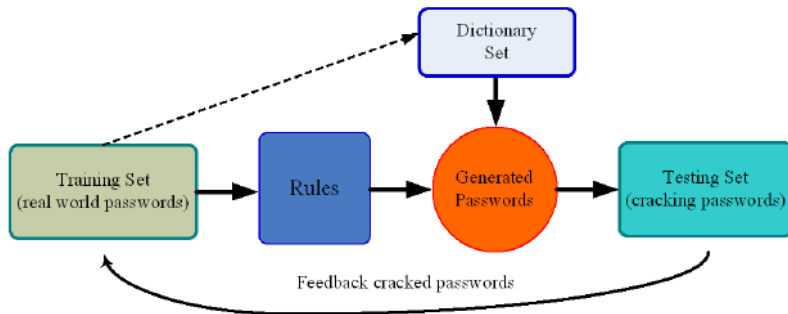 Dictionary
Set
Training Set
(real world passwords)
Rules
Generated
Passwords
Testing Set
(cracking passwords)
Feedback cracked passwords